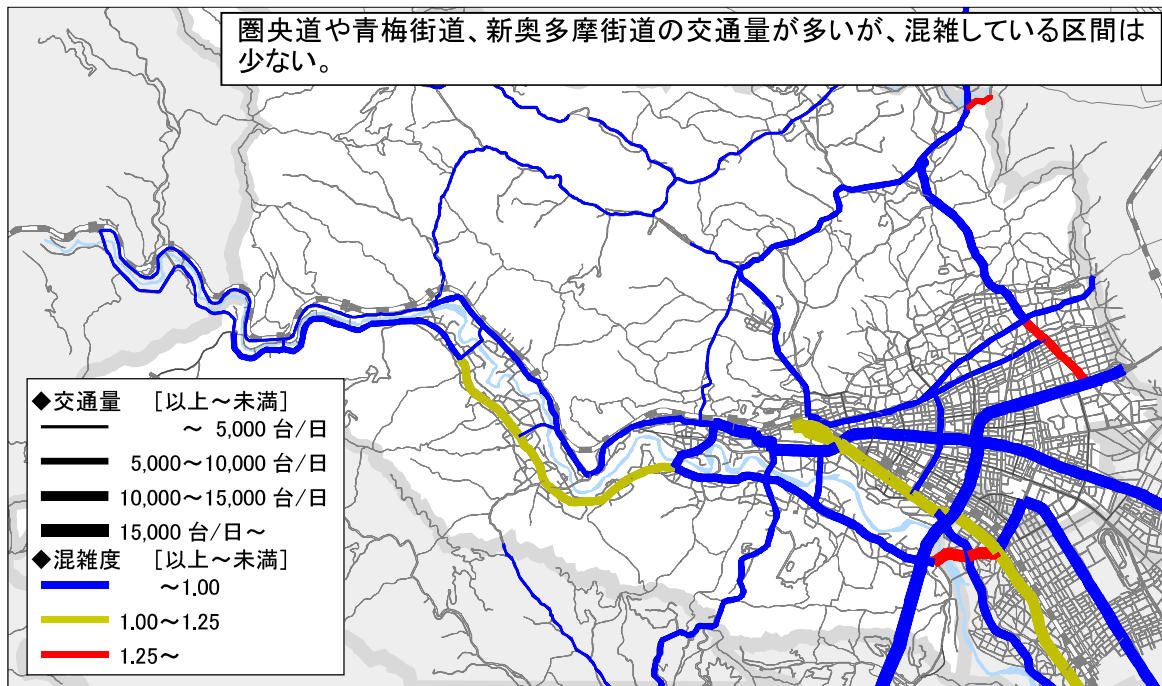 圏央道や青梅街道、新奥多摩街道の交通量が多いが、混雑している区間は
少ない。
◆交通量 [以上～未満]
～ 5,000 台/日
5,000～10,000 台/日
10,000～15,000 台/日
15,000 台/日～
◆混雑度 [以上～未満]
～1.00
1.00～1.25
1.25～